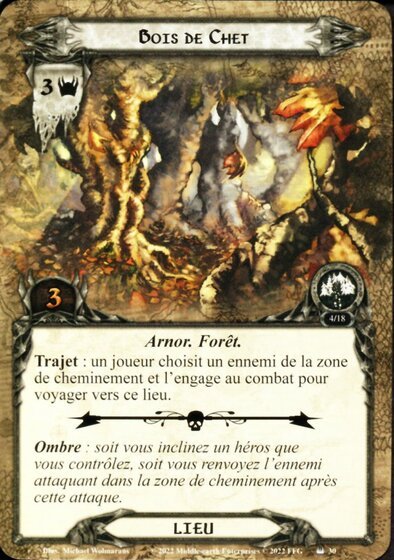 Bois de Chet
3
3
4/18
Arnor. Forêt.
Trajet : un joueur choisit un ennemi de la zone
de cheminement et l'engage au combat pour
voyager vers ce lieu.
Ombre : soit vous inclinez un héros que
vous contrôlez, soit vous renvoyez l'ennemi
attaquant dans la zone de cheminement après
cette attaque.
Illus. Michael Wolmarans © 2022 Middle-earth Enterprises © 2022 FFG 30
Lieu